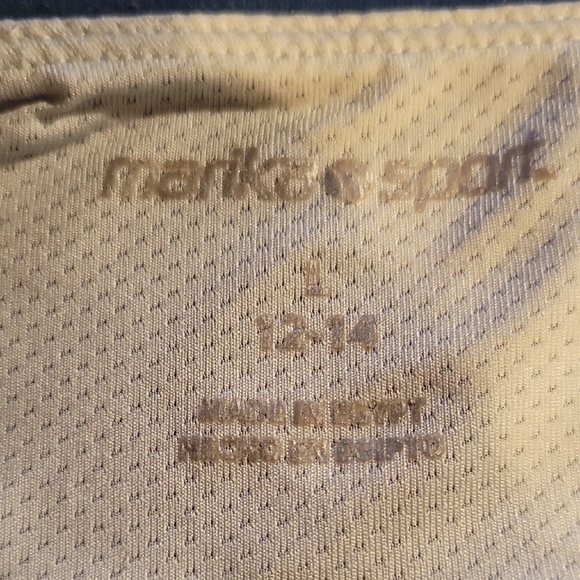 marika sport
L
12-14
MADE IN EGYPT
HECHO EN EGIPTO